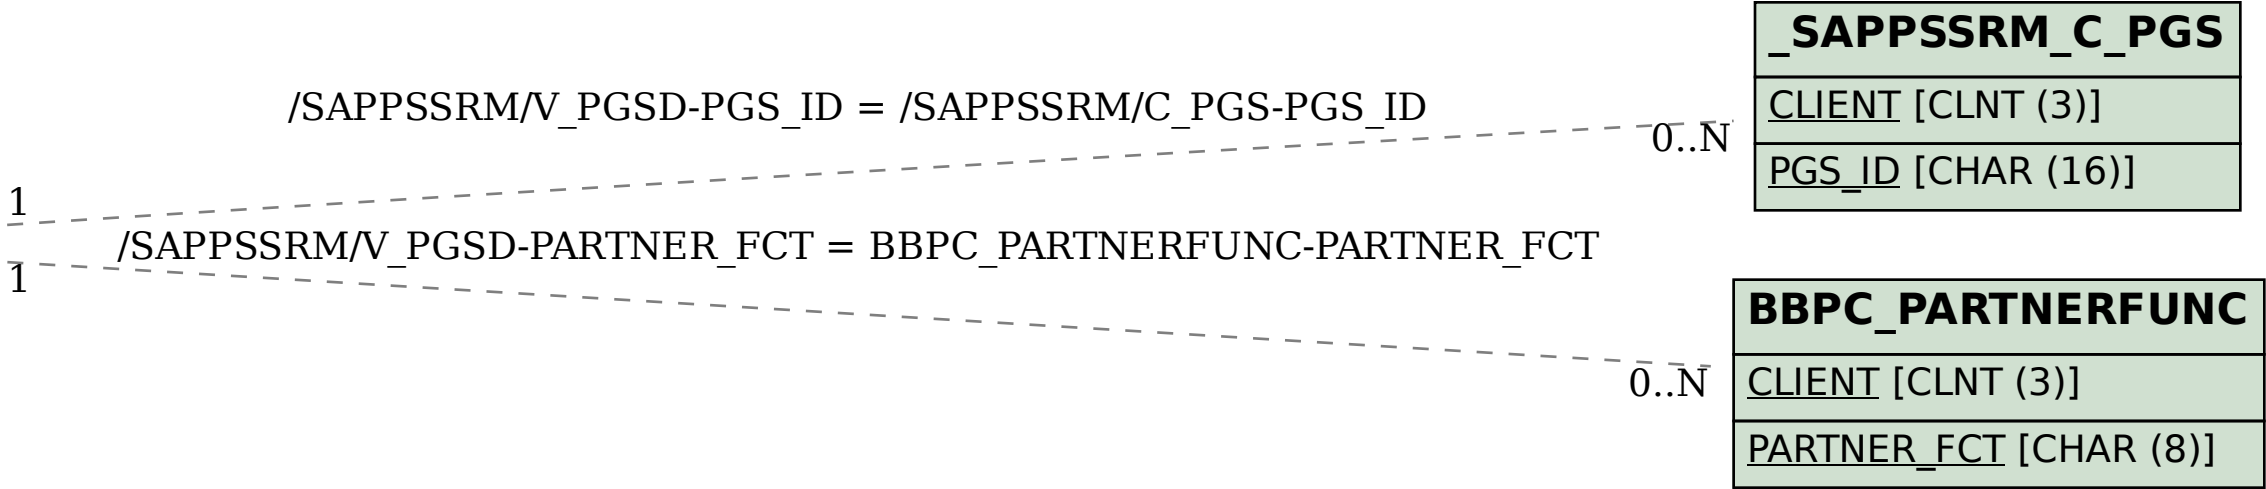 _SAPPSSRM_C_PGS
/SAPPSSRM/V_PGSD-PGS_ID = /SAPPSSRM/C_PGS-PGS_ID
CLIENT [CLNT (3)]
0..N
PGS_ID [CHAR (16)]
1
/SAPPSSRM/V_PGSD-PARTNER_FCT = BBPC_PARTNERFUNC-PARTNER_FCT
1
BBPC_PARTNERFUNC
CLIENT [CLNT (3)]
0..N
PARTNER_FCT [CHAR (8)]